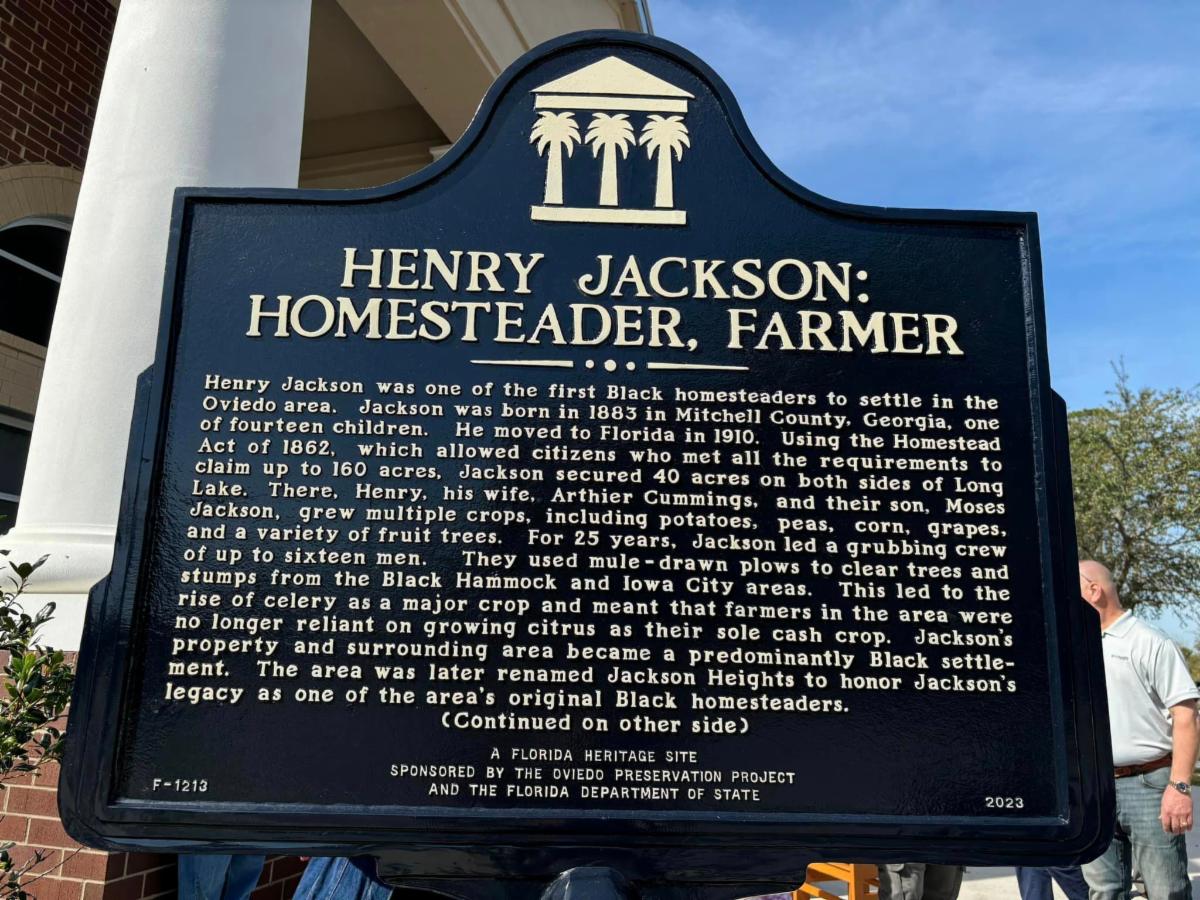 HENRY JACKSON:
HOMESTEADER, FARMER
Henry Jackson was one of the first Black homesteaders to settle in the
Oviedo area. Jackson was born in 1883 in Mitchell County, Georgia, one
of fourteen children. He moved to Florida in 1910. Using the Homestead
Act of 1862, which allowed citizens who met all the requirements to
claim up to 160 acres, Jackson secured 40 acres on both sides of Long
Lake. There, Henry, his wife, Arthier Cummings, and their son, Moses
Jackson, grew multiple crops, including potatoes, peas, corn, grapes,
and a variety of fruit trees. For 25 years, Jackson led a grubbing crew
of up to sixteen men. They used mule-drawn plows to clear trees and
stumps from the Black Hammock and Iowa City areas. This led to the
rise of celery as a major crop and meant that farmers in the area were
no longer reliant on growing citrus as their sole cash crop. Jackson's
property and surrounding area became a predominantly Black settle-
ment. The area was later renamed Jackson Heights to honor Jackson's
legacy as one of the area's original Black homesteaders.
(Continued on other side)
A FLORIDA HERITAGE SITE
SPONSORED BY THE OVIEDO PRESERVATION PROJECT
AND THE FLORIDA DEPARTMENT OF STATE
F-1213
2023